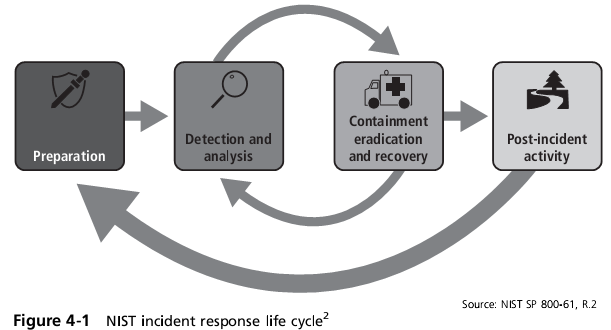 Preparation
Detection and
analysis
Containment
eradication
and recovery
Post-incident
activity
Source: NIST SP 800-61, R.2
Figure 4-1 NIST incident response life cycle2